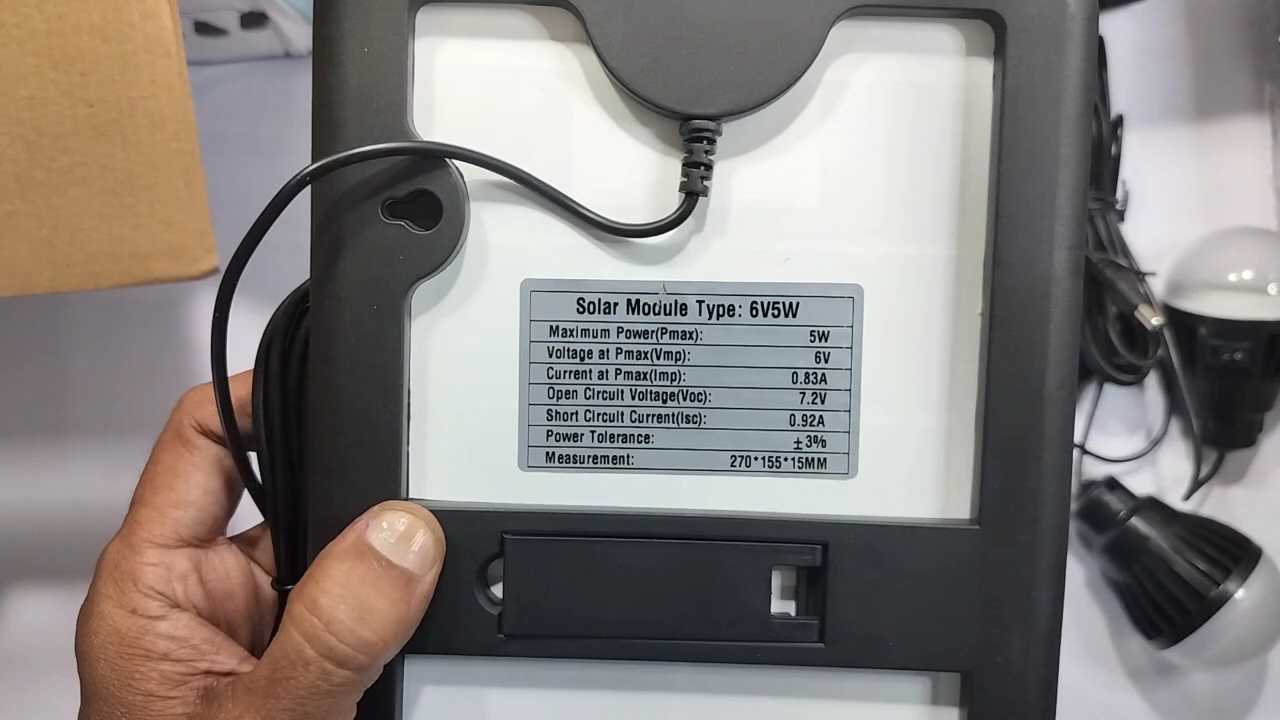 Solar Module Type: 6V5W
Maximum Power(Pmax): 5W
Voltage at Pmax(Vmp): 6V
Current at Pmax(Imp): 0.83A
Open Circuit Voltage(Voc): 7.2V
Short Circuit Current(Isc): 0.92A
Power Tolerance: ±3%
Measurement: 270*155*15MM